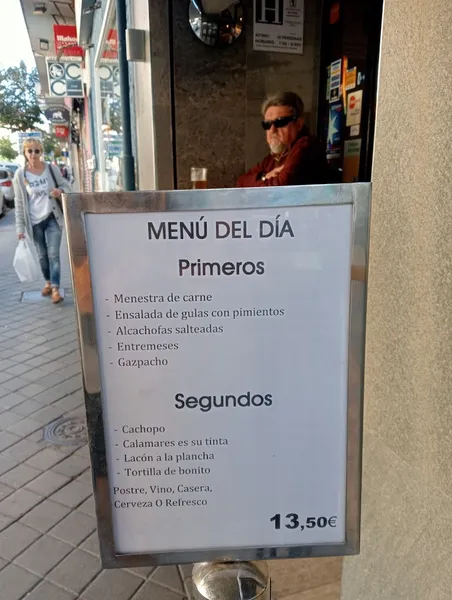 MENÚ DEL DÍA
Primeros
- Menestra de carne
- Ensalada de gulas con pimientos
- Alcachofas salteadas
- Entremeses
- Gazpacho
Segundos
- Cachopo
- Calamares es su tinta
- Lacón a la plancha
- Tortilla de bonito
Postre, Vino, Casera,
Cerveza O Refresco
13,50€
H
Mahou